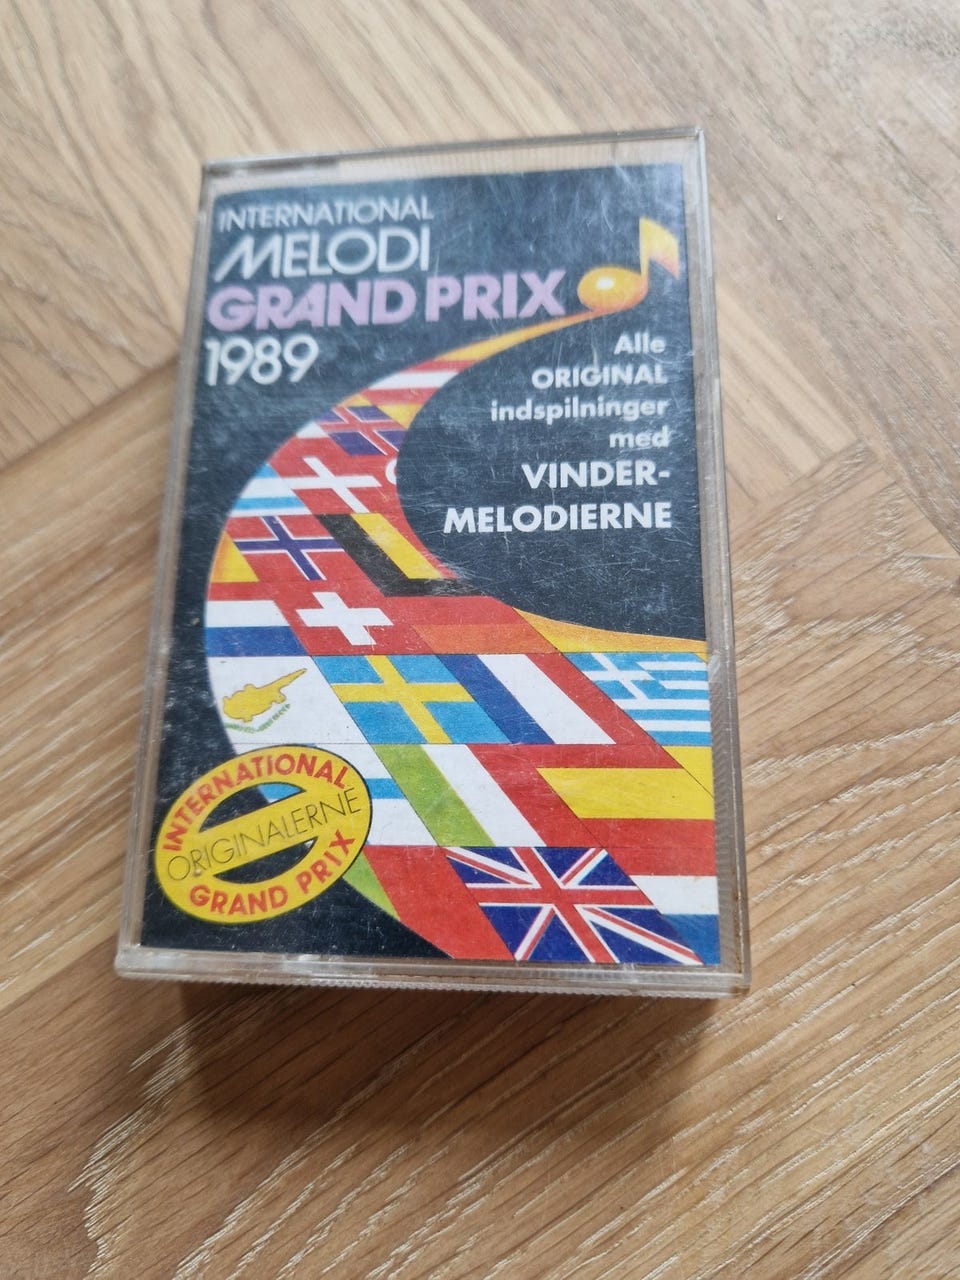 INTERNATIONAL
MELODI
GRAND PRIX
1989
Alle
ORIGINAL
indspilninger
med
VINDER-
MELODIERNE
INTERNATIONAL
ORIGINALERNE
GRAND PRIX